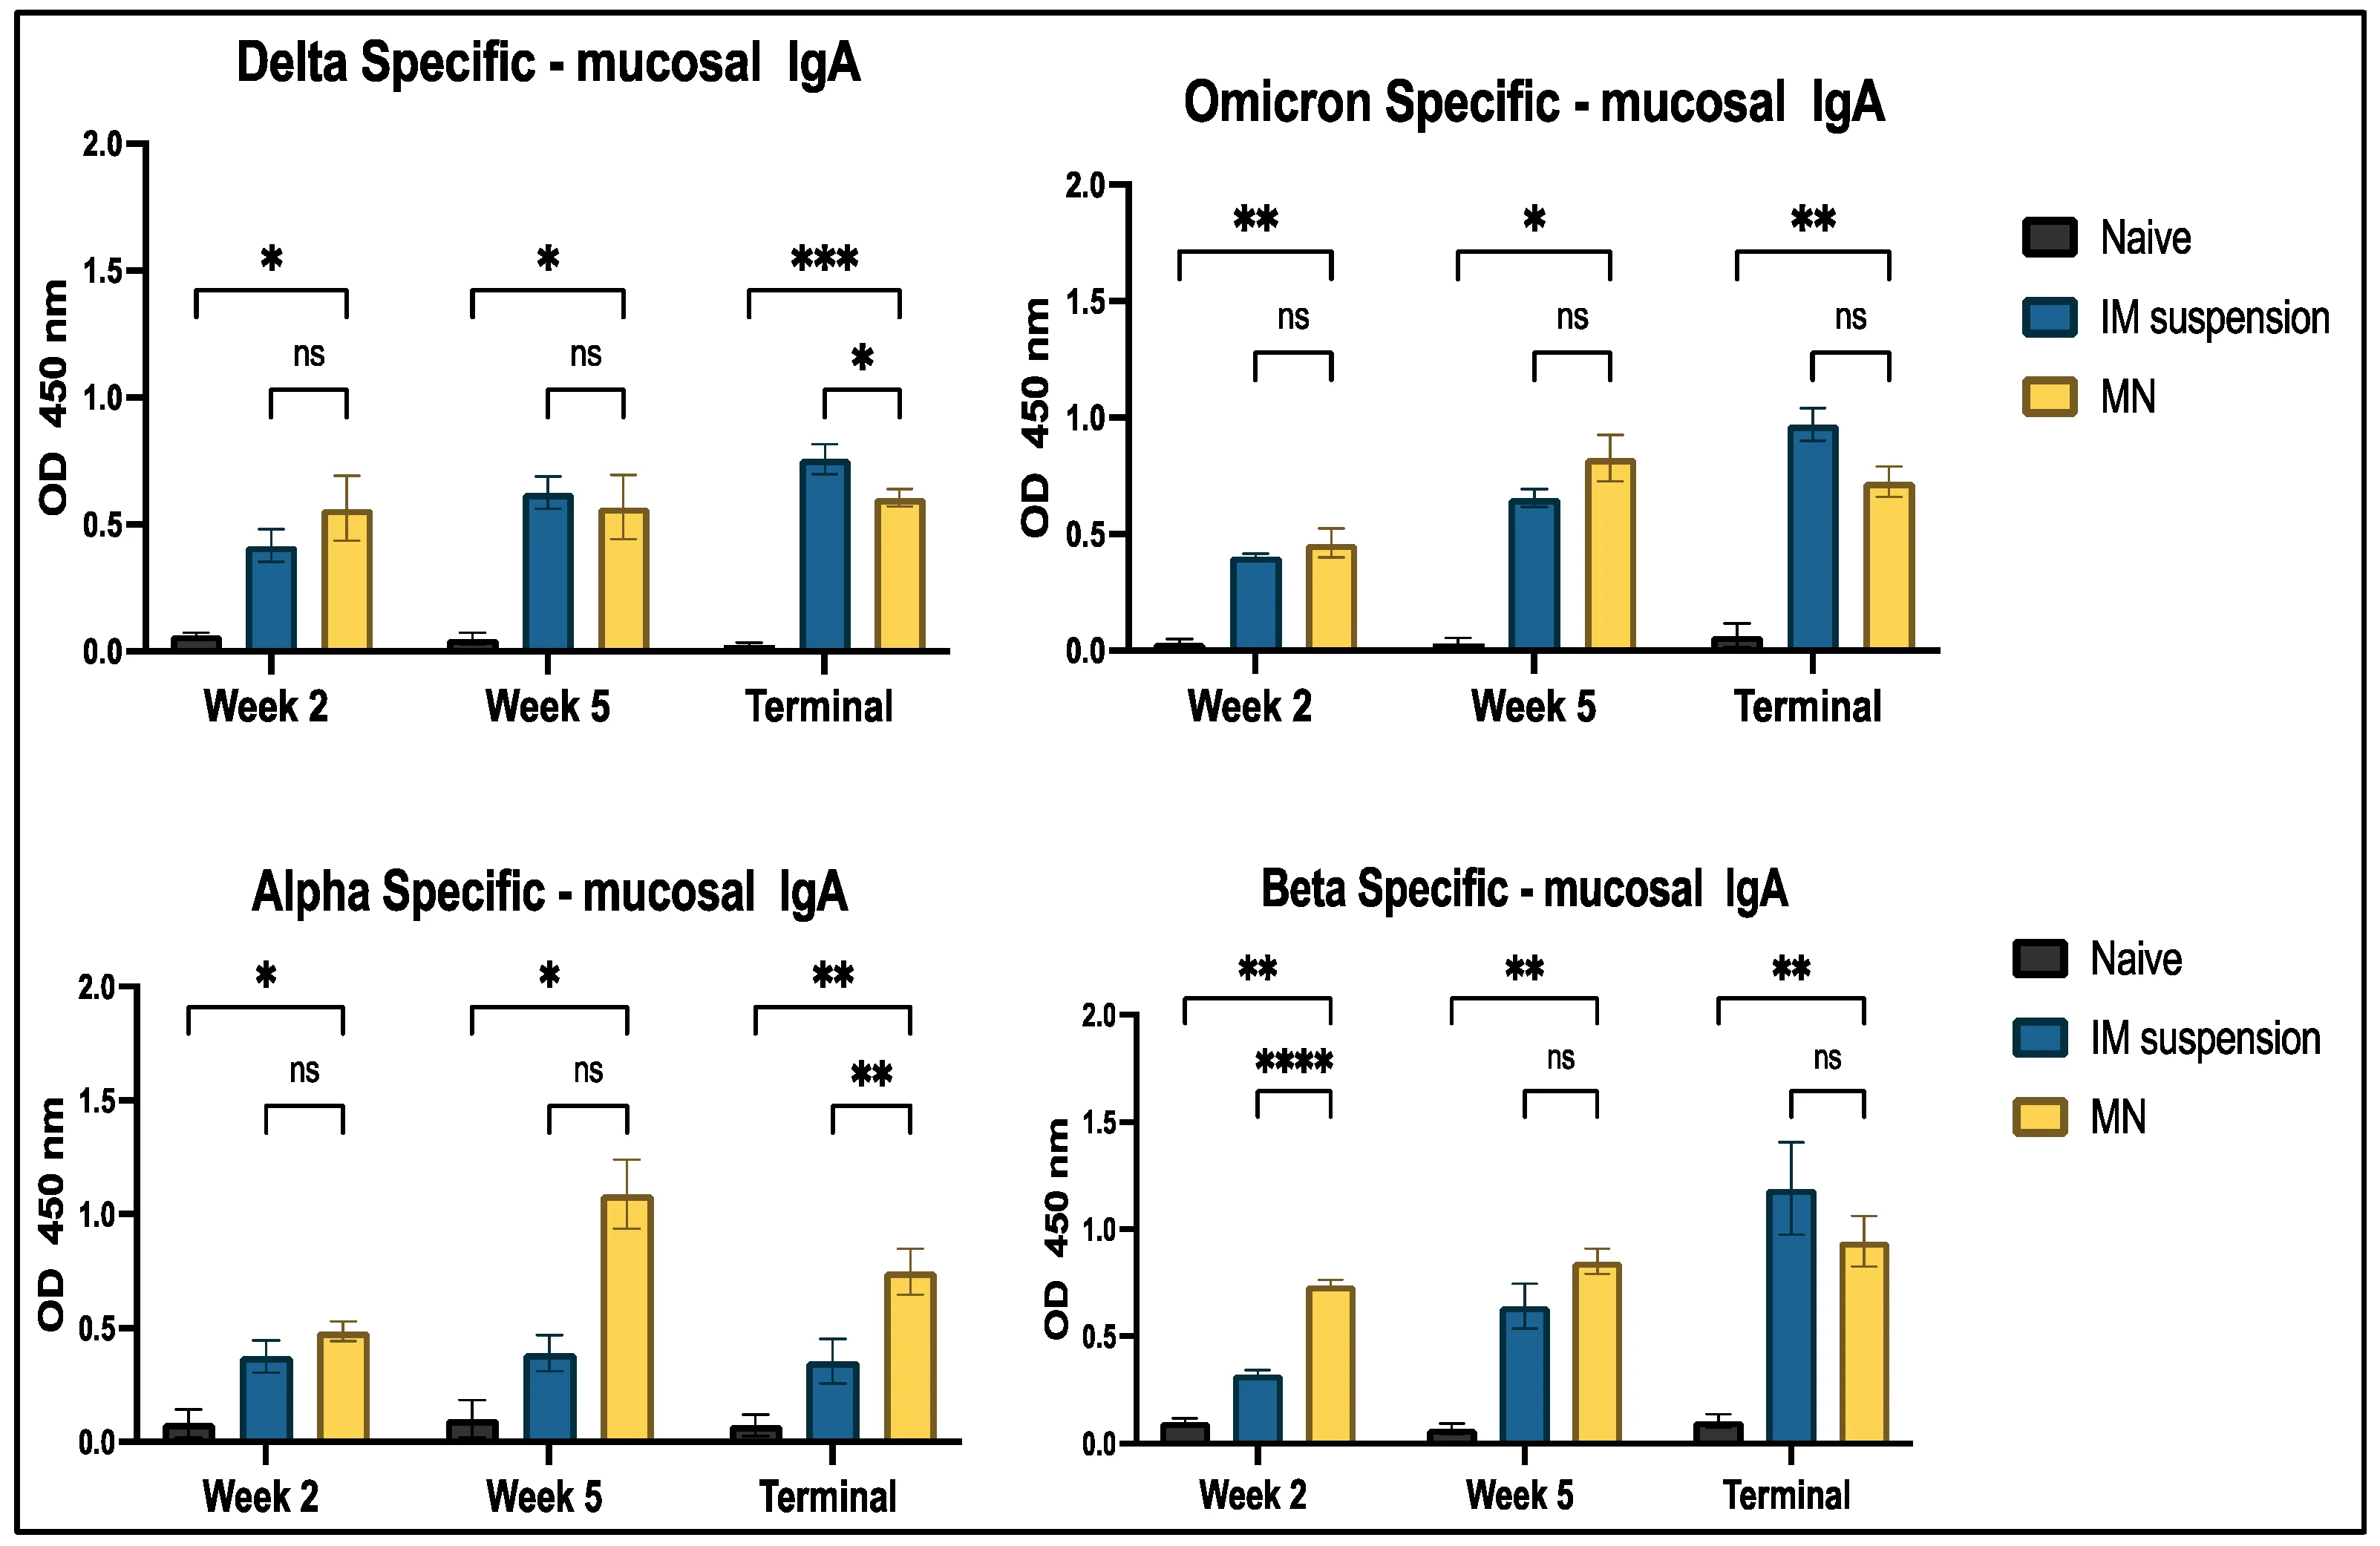 Delta Specific - mucosal IgA
2.0
1.5
1.0
0.5
0.0
OD 450 nm
* * ***
ns ns *
Week 2 Week 5 Terminal
Omicron Specific - mucosal IgA
2.0
1.5
1.0
0.5
0.0
OD 450 nm
** * **
ns ns ns
Week 2 Week 5 Terminal
Naive
IM suspension
MN
Alpha Specific - mucosal IgA
2.0
1.5
1.0
0.5
0.0
OD 450 nm
* * **
ns ns **
Week 2 Week 5 Terminal
Beta Specific - mucosal IgA
2.0
1.5
1.0
0.5
0.0
OD 450 nm
** ** **
**** ns ns
Week 2 Week 5 Terminal
Naive
IM suspension
MN